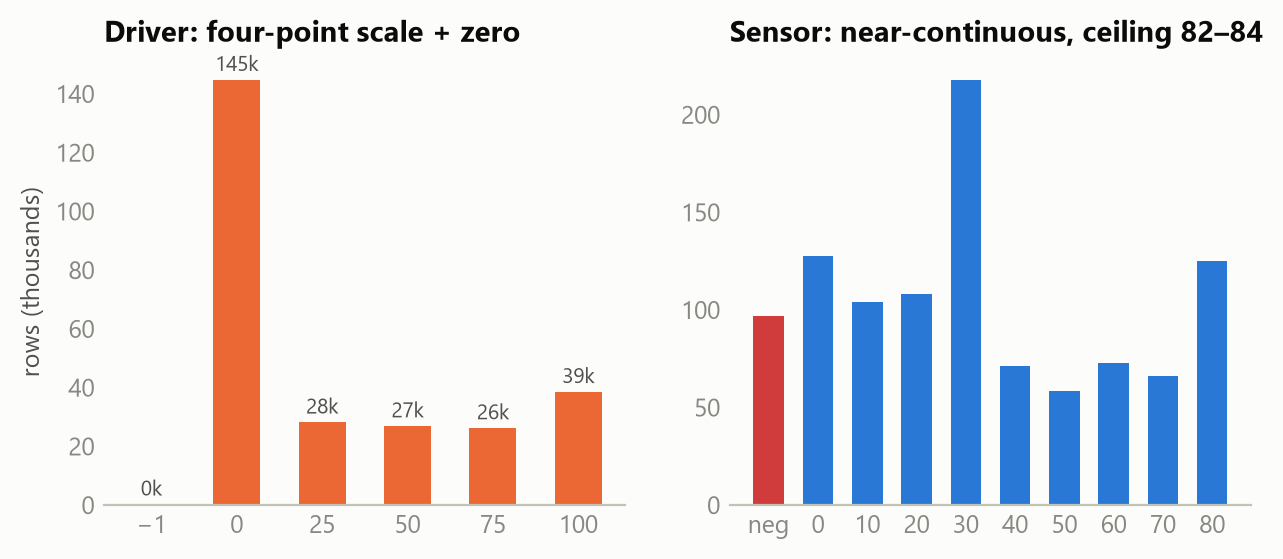 Driver: four-point scale + zero
145k
140
120
100
80
60
40
20
0
rows (thousands)
0k
28k
27k
26k
39k
−1 0 25 50 75 100
Sensor: near-continuous, ceiling 82–84
200
150
100
50
0
neg 0 10 20 30 40 50 60 70 80